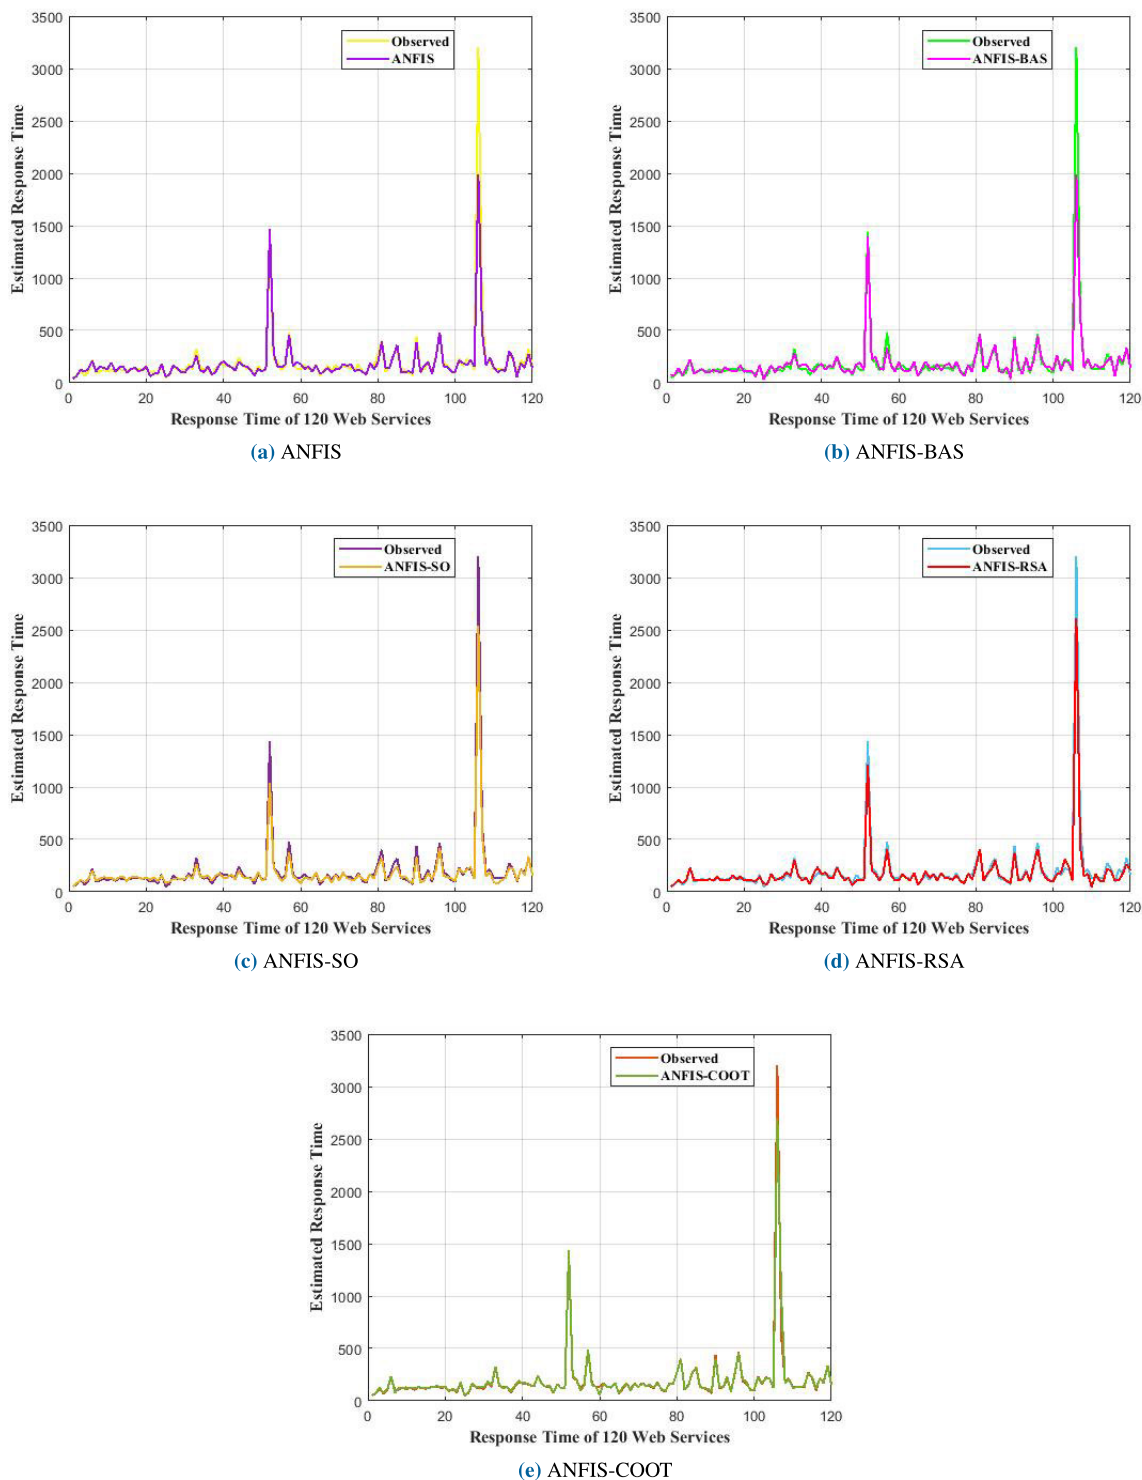 3500
3000
2500
2000
1500
1000
500
0
Estimated Response Time
Observed
ANFIS
0 20 40 60 80 100 120
Response Time of 120 Web Services
(a) ANFIS
3500
3000
2500
2000
1500
1000
500
0
Estimated Response Time
Observed
ANFIS-BAS
0 20 40 60 80 100 120
Response Time of 120 Web Services
(b) ANFIS-BAS
3500
3000
2500
2000
1500
1000
500
0
Estimated Response Time
Observed
ANFIS-SO
0 20 40 60 80 100 120
Response Time of 120 Web Services
(c) ANFIS-SO
3500
3000
2500
2000
1500
1000
500
0
Estimated Response Time
Observed
ANFIS-RSA
0 20 40 60 80 100 120
Response Time of 120 Web Services
(d) ANFIS-RSA
3500
3000
2500
2000
1500
1000
500
0
Estimated Response Time
Observed
ANFIS-COOT
0 20 40 60 80 100 120
Response Time of 120 Web Services
(e) ANFIS-COOT